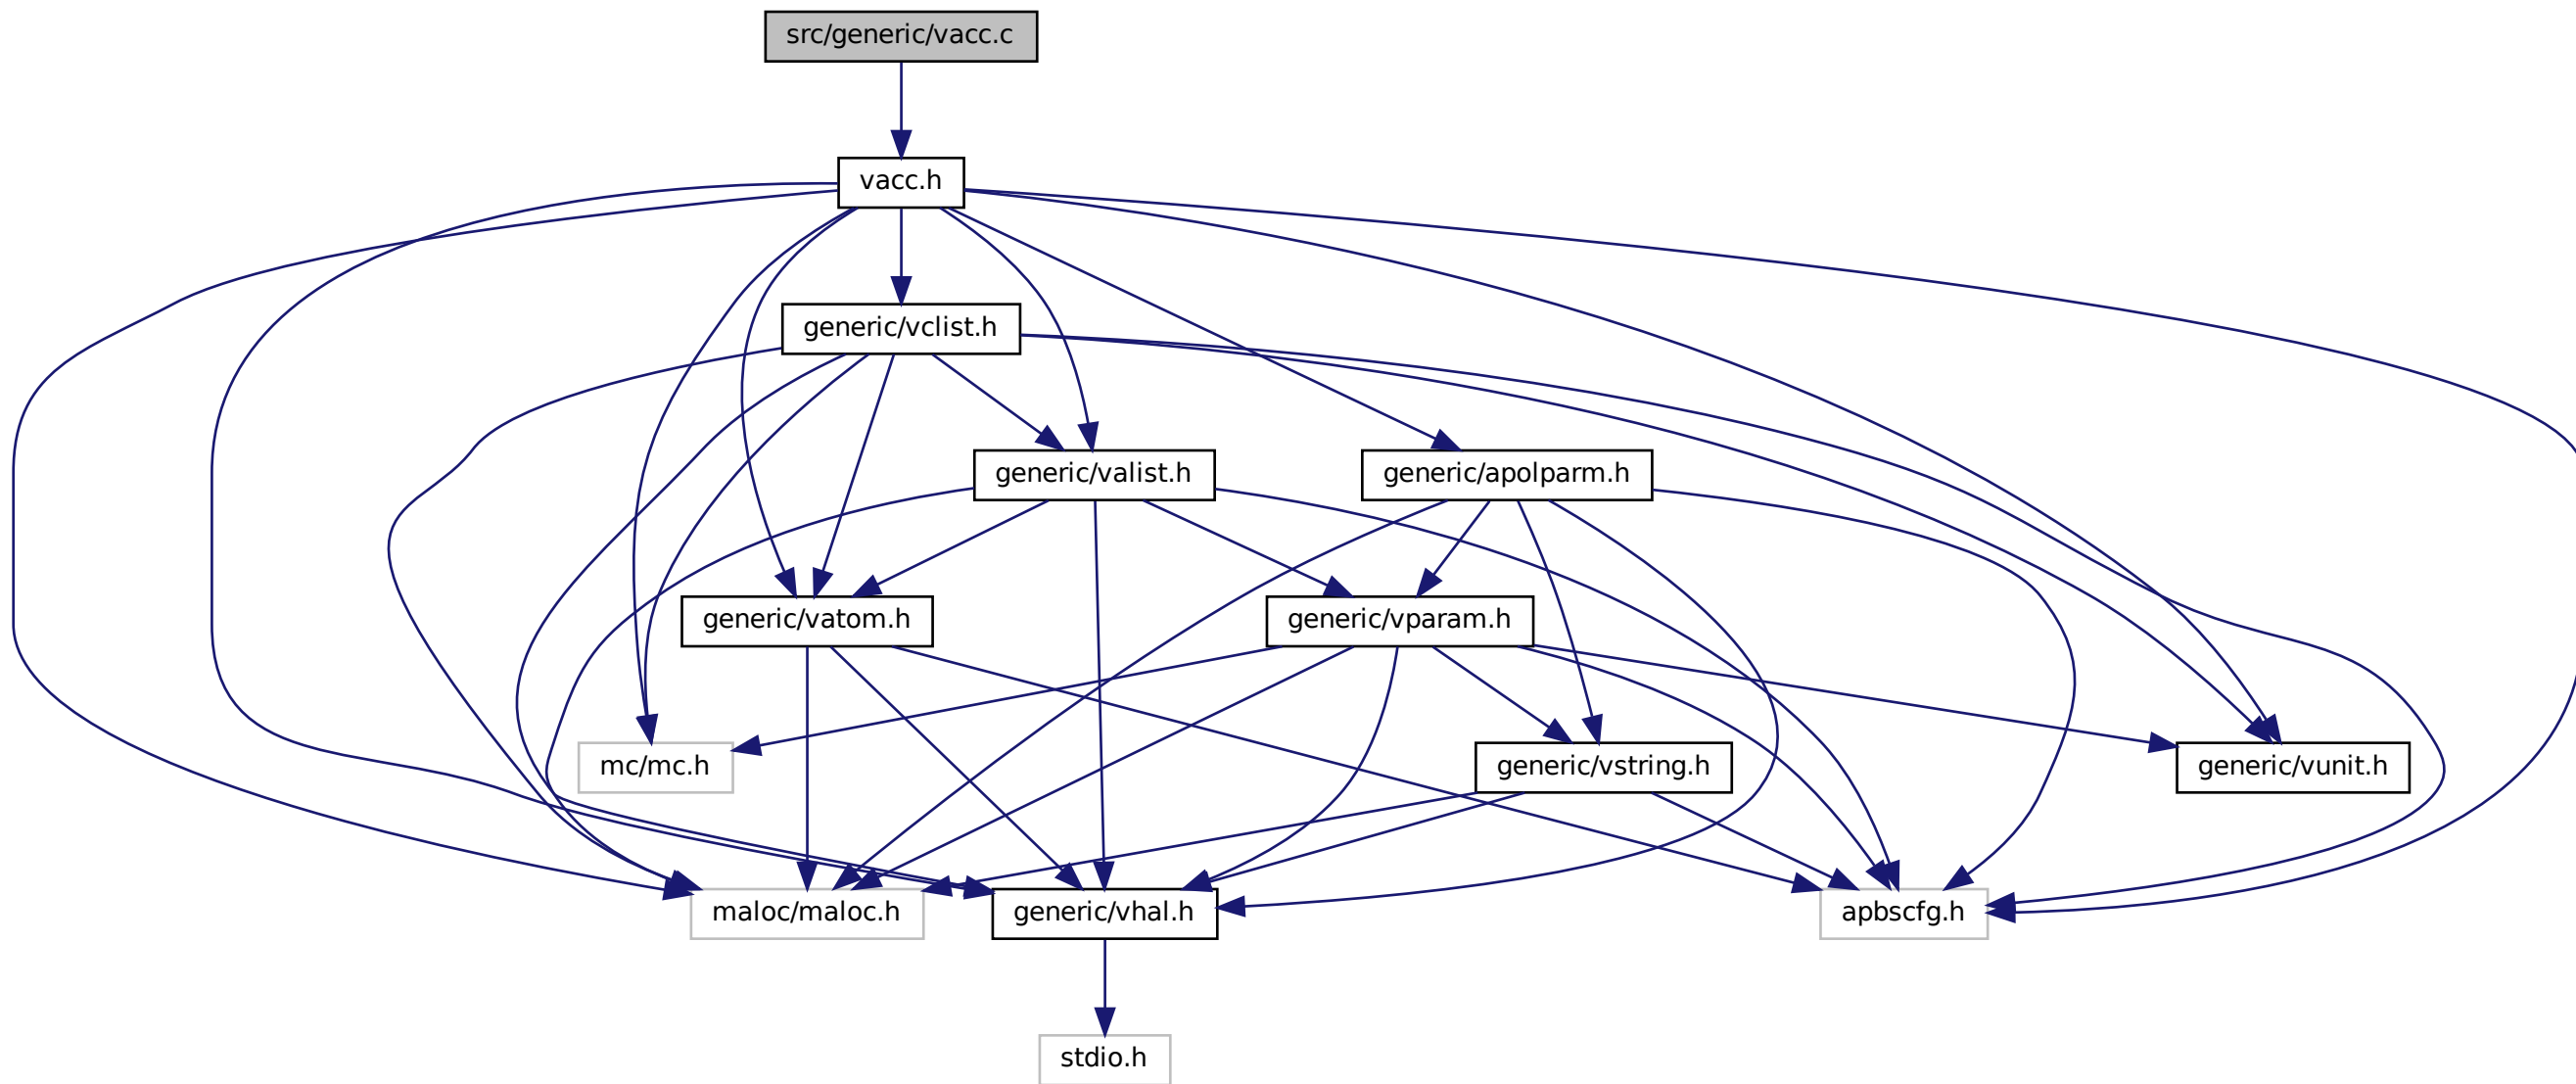 src/generic/vacc.c
vacc.h
generic/vclist.h
generic/valist.h
generic/apolparm.h
generic/vatom.h
generic/vparam.h
mc/mc.h
generic/vstring.h
generic/vunit.h
maloc/maloc.h
generic/vhal.h
apbscfg.h
stdio.h